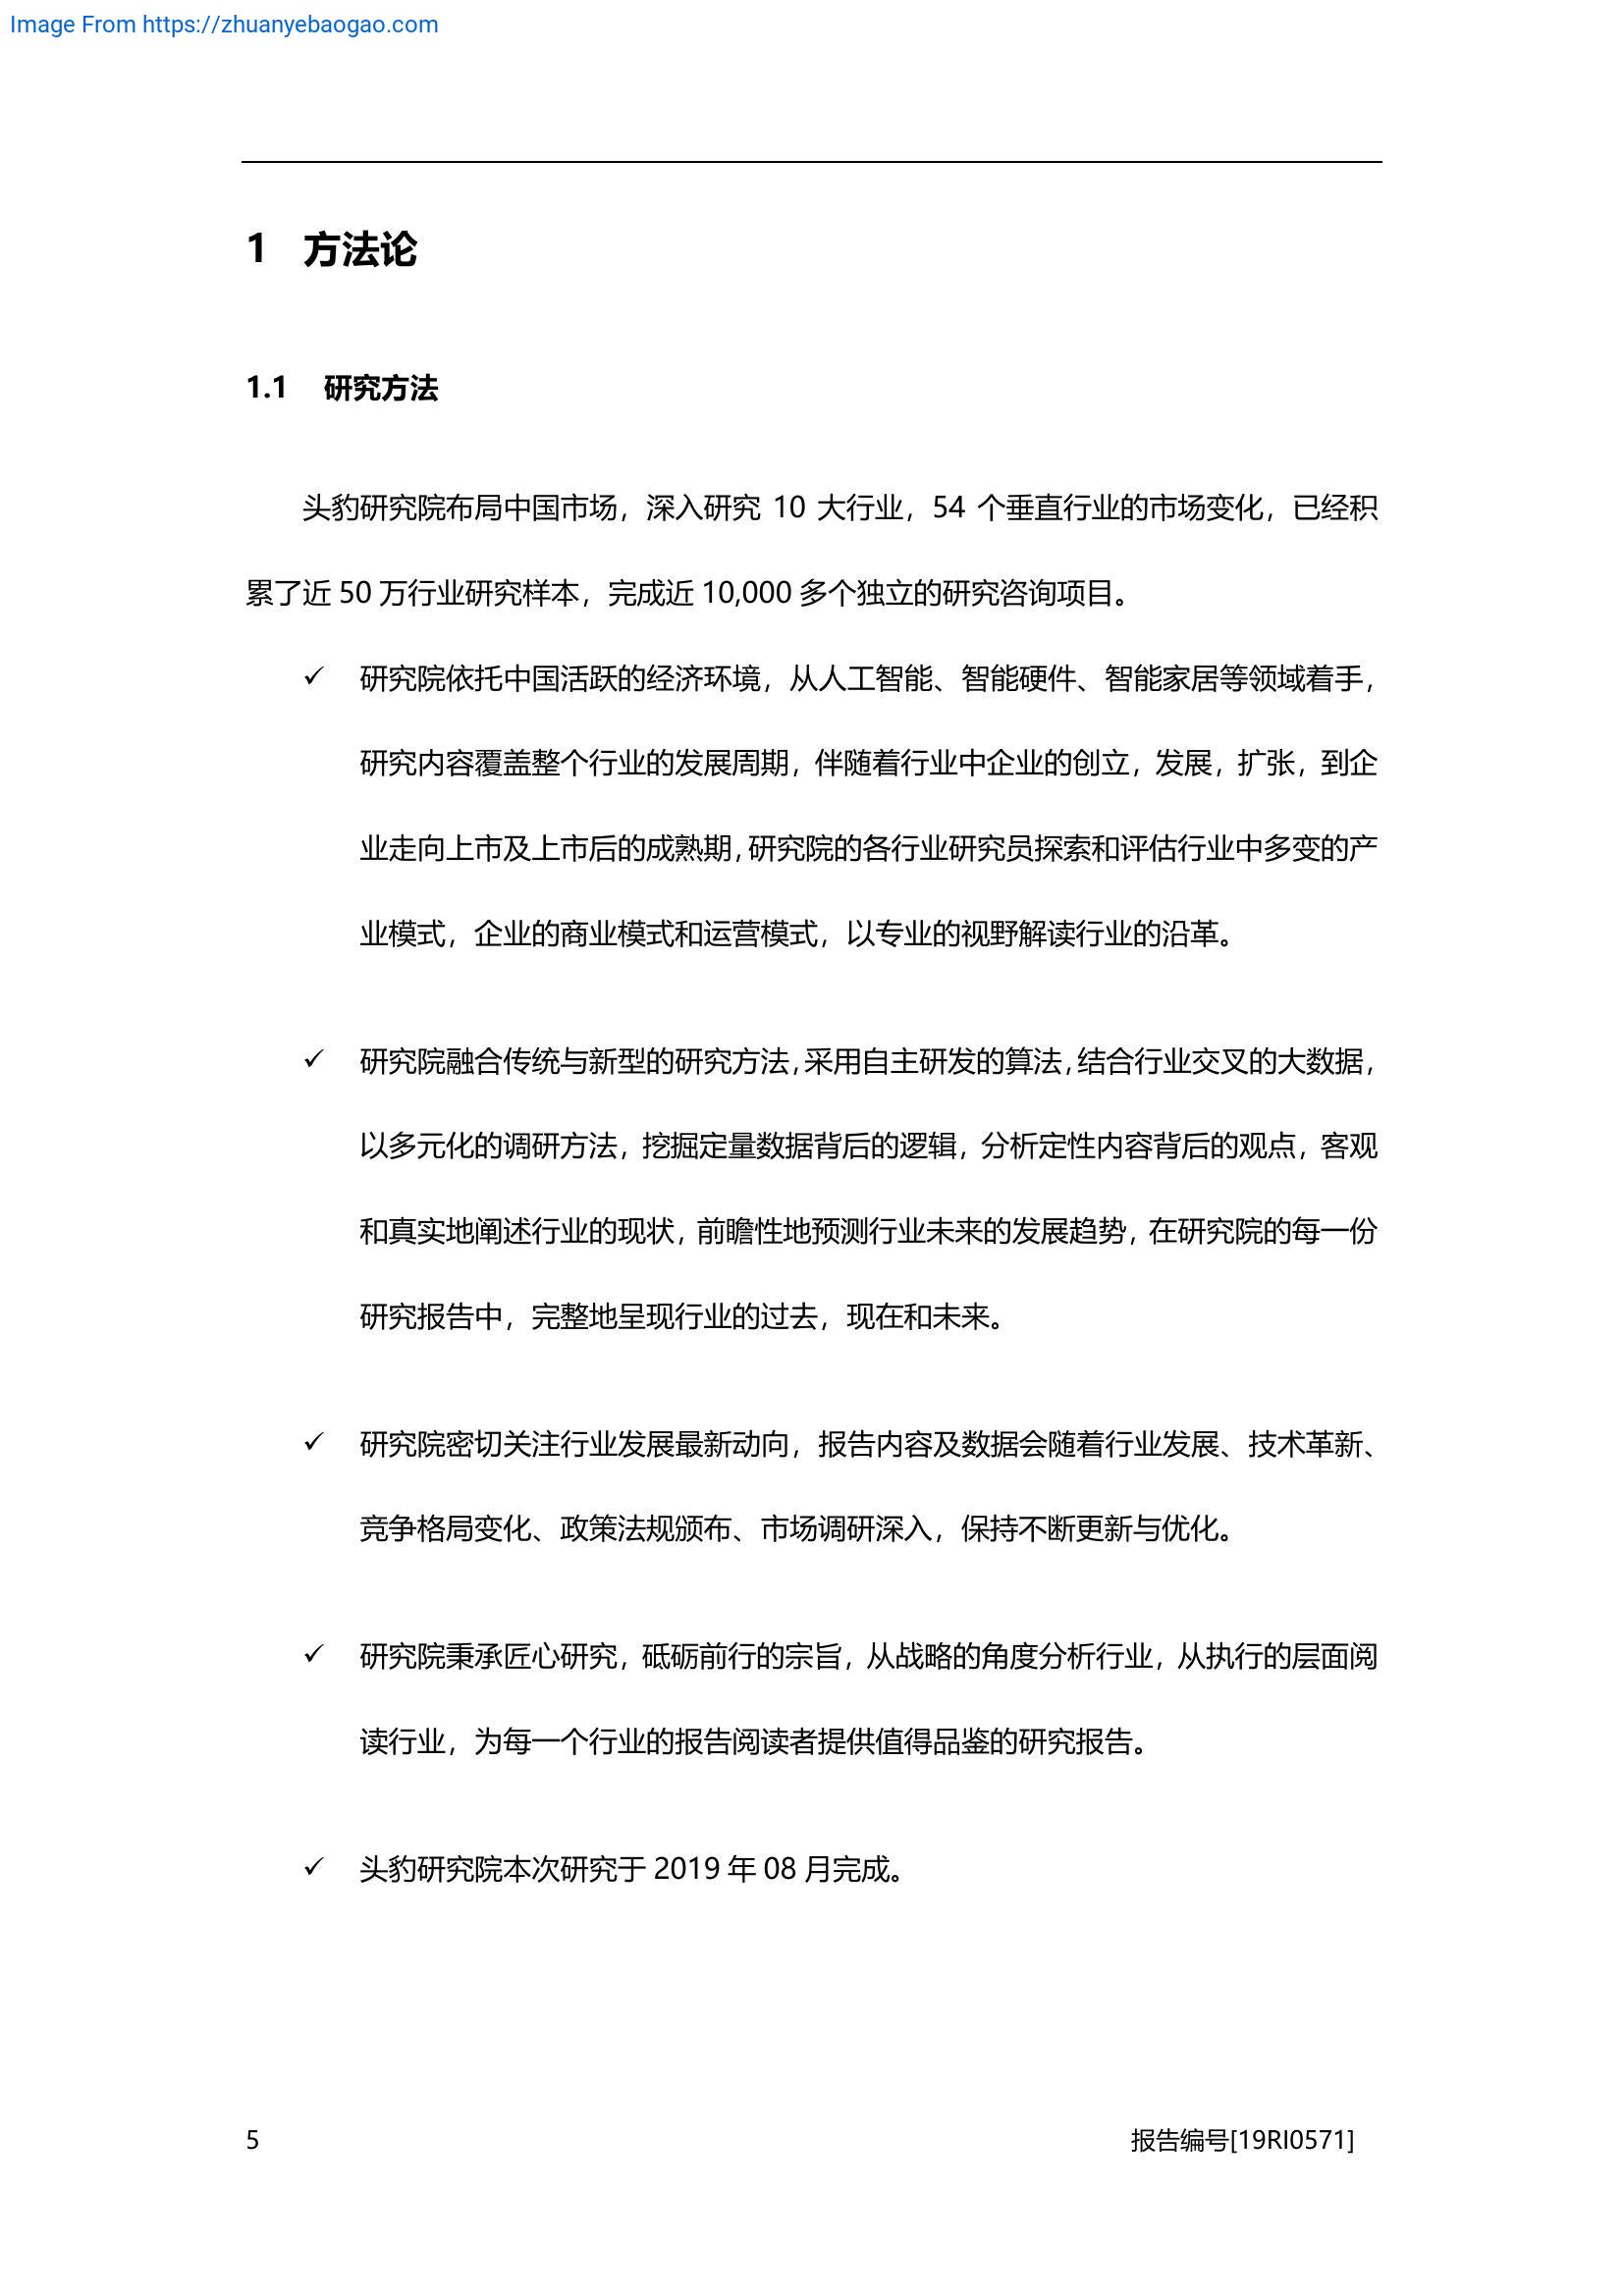 Image From https://zhuanyebaogao.com
1 方法论
1.1 研究方法
头豹研究院布局中国市场，深入研究 10 大行业，54 个垂直行业的市场变化，已经积
累了近 50 万行业研究样本，完成近 10,000 多个独立的研究咨询项目。
✓ 研究院依托中国活跃的经济环境，从人工智能、智能硬件、智能家居等领域着手，
研究内容覆盖整个行业的发展周期，伴随着行业中企业的创立，发展，扩张，到企
业走向上市及上市后的成熟期，研究院的各行业研究员探索和评估行业中多变的产
业模式，企业的商业模式和运营模式，以专业的视野解读行业的沿革。
✓ 研究院融合传统与新型的研究方法，采用自主研发的算法，结合行业交叉的大数据，
以多元化的调研方法，挖掘定量数据背后的逻辑，分析定性内容背后的观点，客观
和真实地阐述行业的现状，前瞻性地预测行业未来的发展趋势，在研究院的每一份
研究报告中，完整地呈现行业的过去，现在和未来。
✓ 研究院密切关注行业发展最新动向，报告内容及数据会随着行业发展、技术革新、
竞争格局变化、政策法规颁布、市场调研深入，保持不断更新与优化。
✓ 研究院秉承匠心研究，砥砺前行的宗旨，从战略的角度分析行业，从执行的层面阅
读行业，为每一个行业的报告阅读者提供值得品鉴的研究报告。
✓ 头豹研究院本次研究于 2019 年 08 月完成。
5 报告编号[19RI0571]